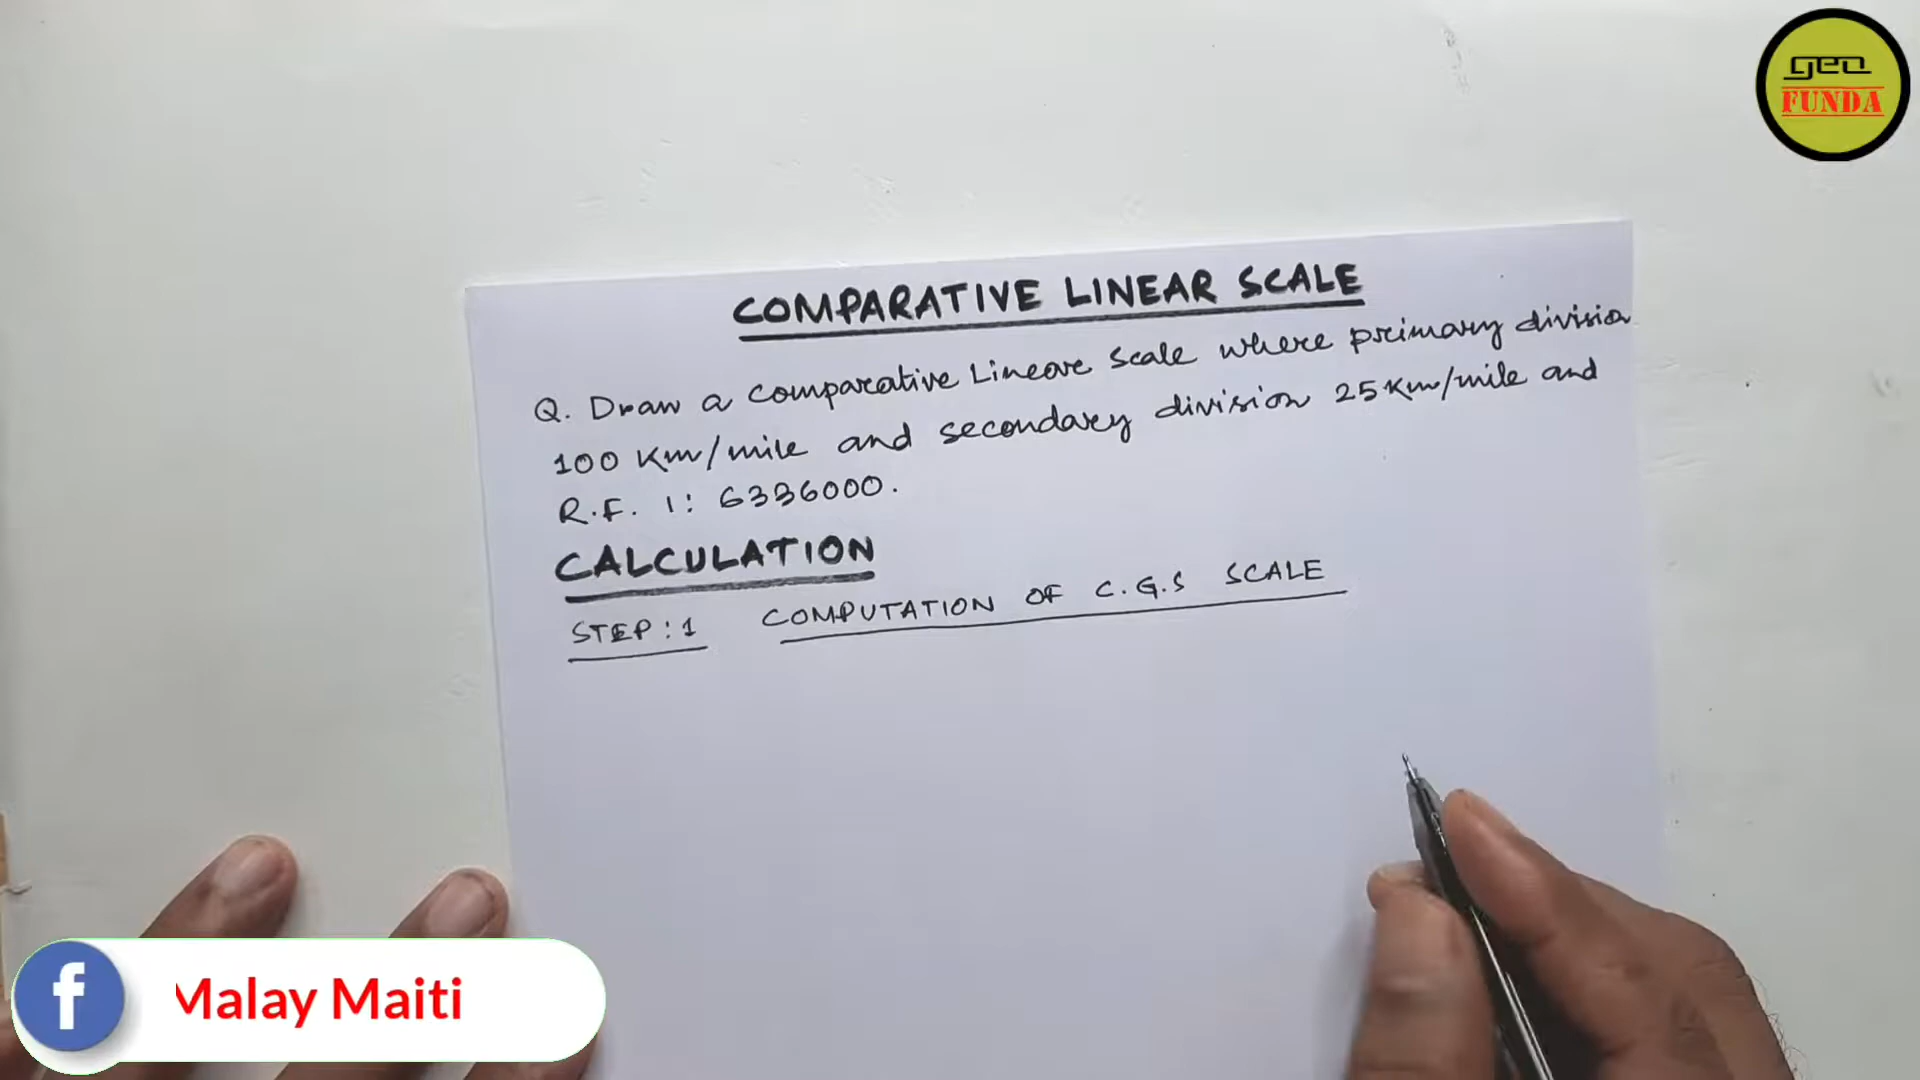 geo
FUNDA
COMPARATIVE LINEAR SCALE
Q. Draw a comparative Linear Scale where primary division
100 Km/mile and secondary division 25 Km/mile and
R.F. 1: 6336000.
CALCULATION
STEP:1 COMPUTATION OF C.G.S SCALE
f Malay Maiti